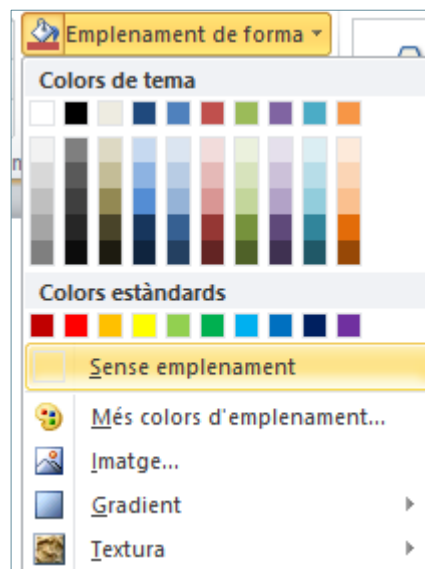 Emplenament de forma
Colors de tema
Colors estàndards
Sense emplenament
Més colors d'emplenament...
Imatge...
Gradient
Textura